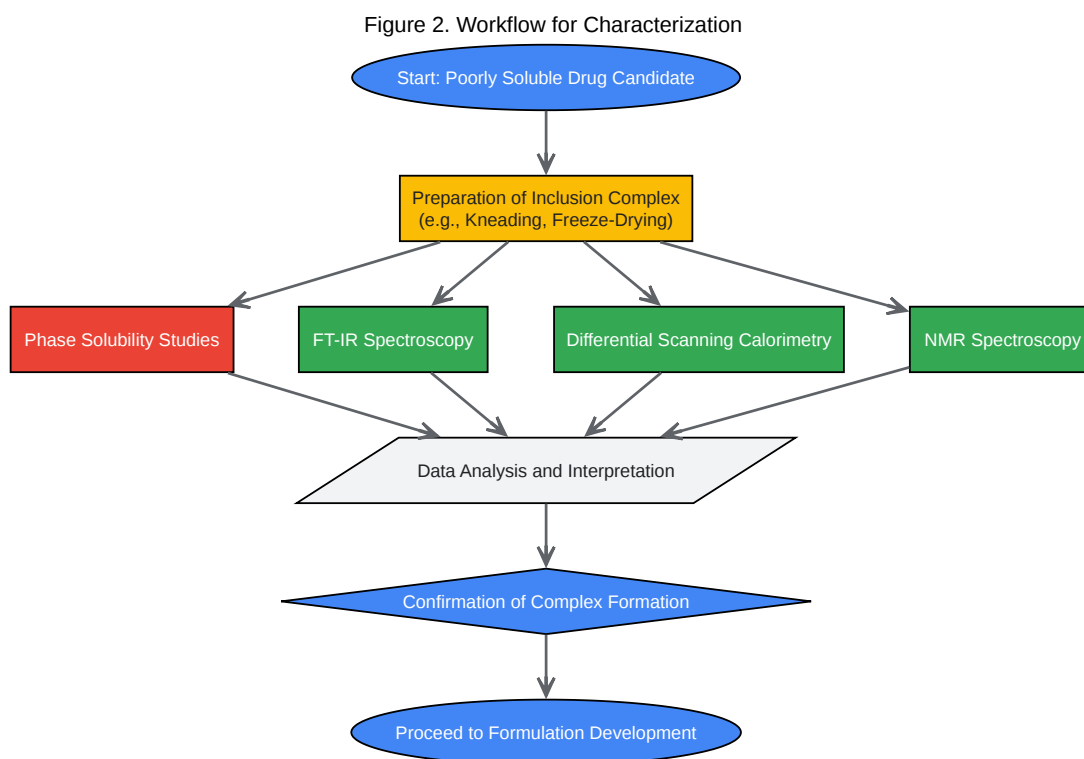 Figure 2. Workflow for Characterization
Start: Poorly Soluble Drug Candidate
Preparation of Inclusion Complex
(e.g., Kneading, Freeze-Drying)
Phase Solubility Studies
FT-IR Spectroscopy
Differential Scanning Calorimetry
NMR Spectroscopy
Data Analysis and Interpretation
Confirmation of Complex Formation
Proceed to Formulation Development